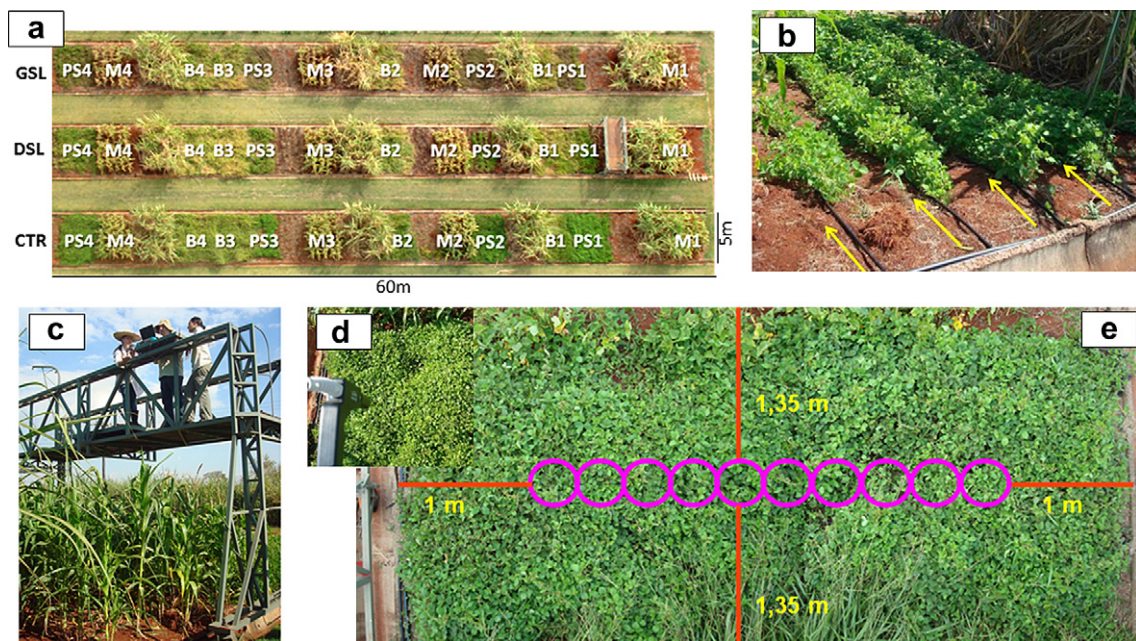 a
GSL PS4 M4 B4 B3 PS3 M3 B2 M2 PS2 B1 PS1 M1
DSL PS4 M4 B4 B3 PS3 M3 B2 M2 PS2 B1 PS1 M1
CTR PS4 M4 B4 B3 PS3 M3 B2 M2 PS2 B1 PS1 M1
5m
60m
b
c
d
e
1,35 m
1 m
1 m
1,35 m